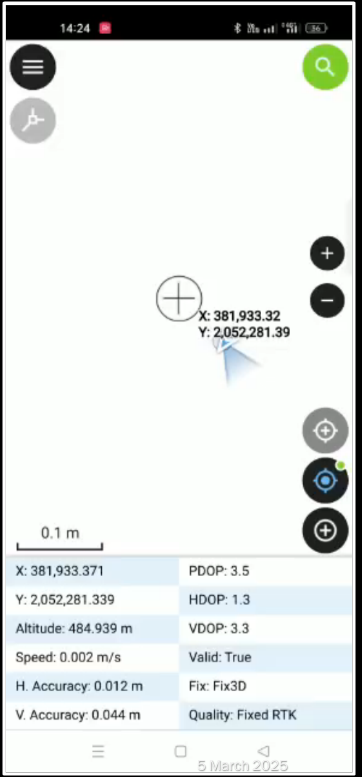 14:24
36
X: 381,933.32
Y: 2,052,281.39
0.1 m
X: 381,933.371
PDOP: 3.5
Y: 2,052,281.339
HDOP: 1.3
Altitude: 484.939 m
VDOP: 3.3
Speed: 0.002 m/s
Valid: True
H. Accuracy: 0.012 m
Fix: Fix3D
V. Accuracy: 0.044 m
Quality: Fixed RTK
5 March 2025